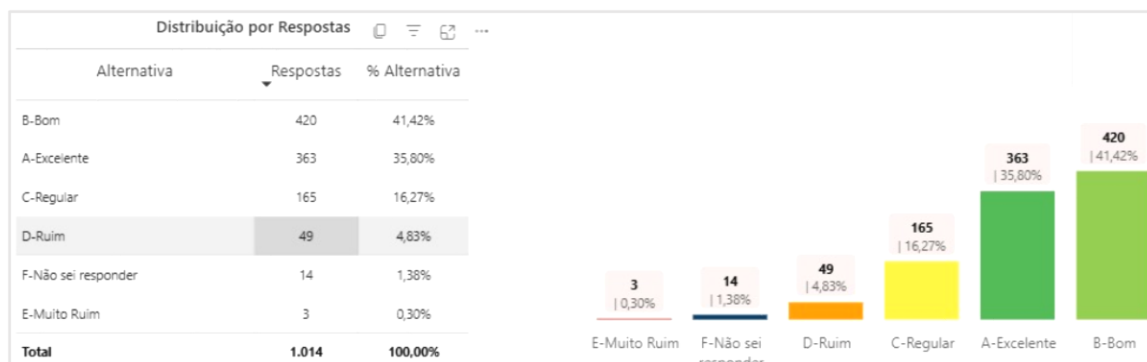 Distribuição por Respostas
Alternativa Respostas % Alternativa
B-Bom 420 41,42%
A-Excelente 363 35,80%
C-Regular 165 16,27%
D-Ruim 49 4,83%
F-Não sei responder 14 1,38%
E-Muito Ruim 3 0,30%
Total 1.014 100,00%
3
| 0,30%
14
| 1,38%
49
| 4,83%
165
| 16,27%
363
| 35,80%
420
| 41,42%
E-Muito Ruim
F-Não sei
responder
D-Ruim
C-Regular
A-Excelente
B-Bom